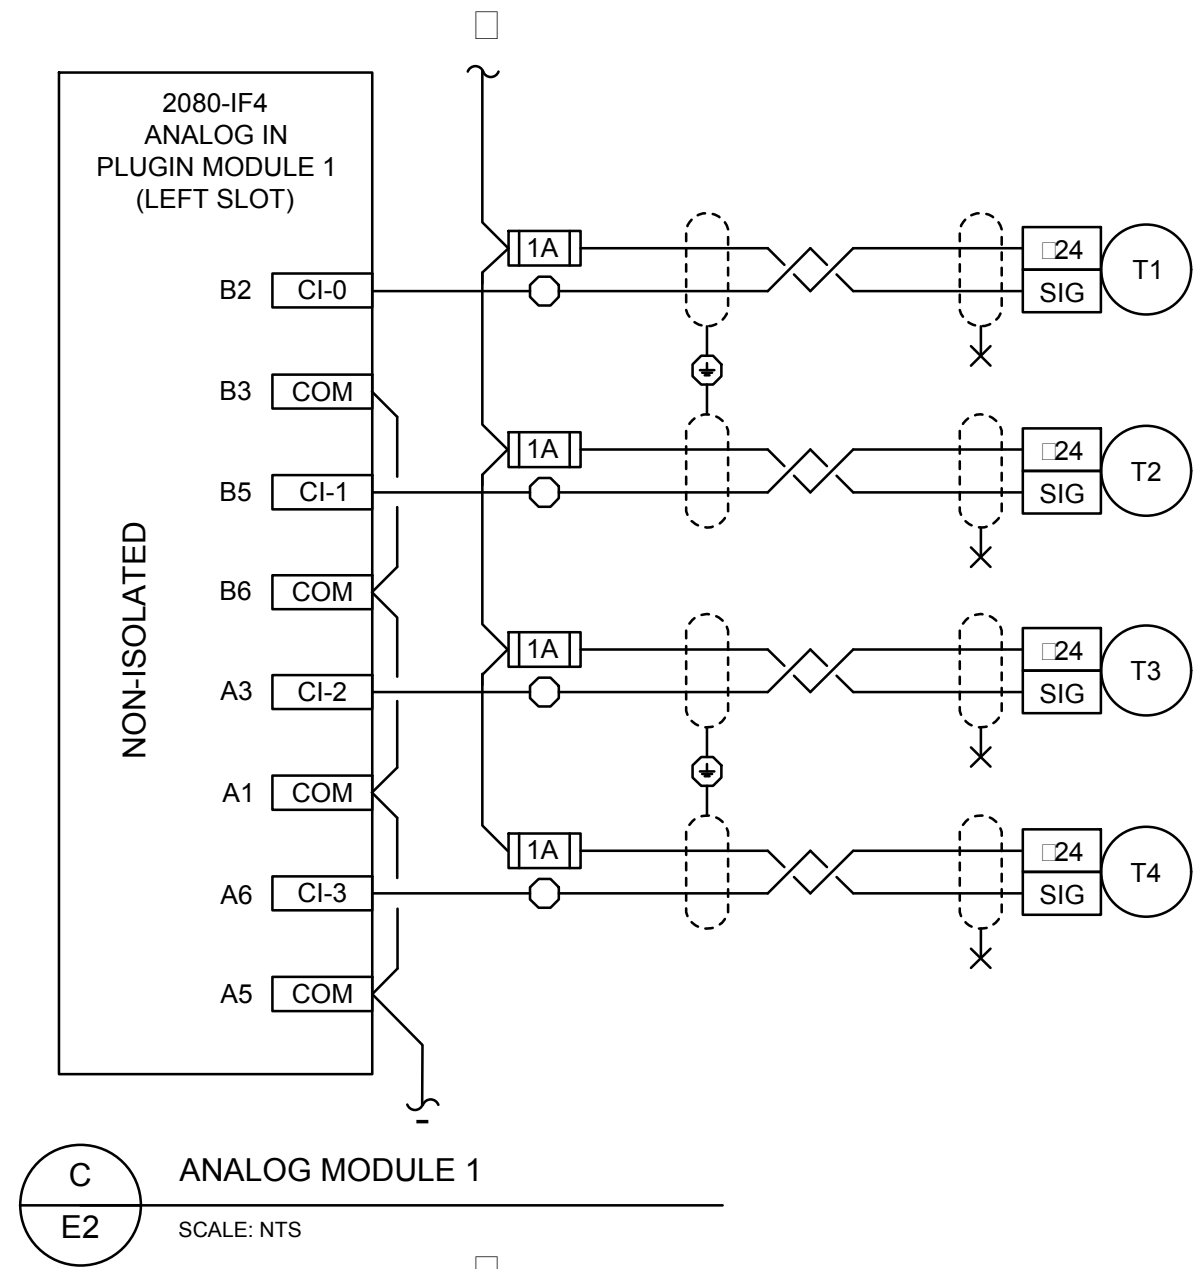 2080-IF4
ANALOG IN
PLUGIN MODULE 1
(LEFT SLOT)
1A
□24
T1
B2 CI-0
SIG
B3 COM
1A
□24
T2
B5 CI-1
SIG
NON-ISOLATED
B6 COM
1A
□24
T3
A3 CI-2
SIG
A1 COM
1A
□24
T4
A6 CI-3
SIG
A5 COM
-
C
ANALOG MODULE 1
E2
SCALE: NTS